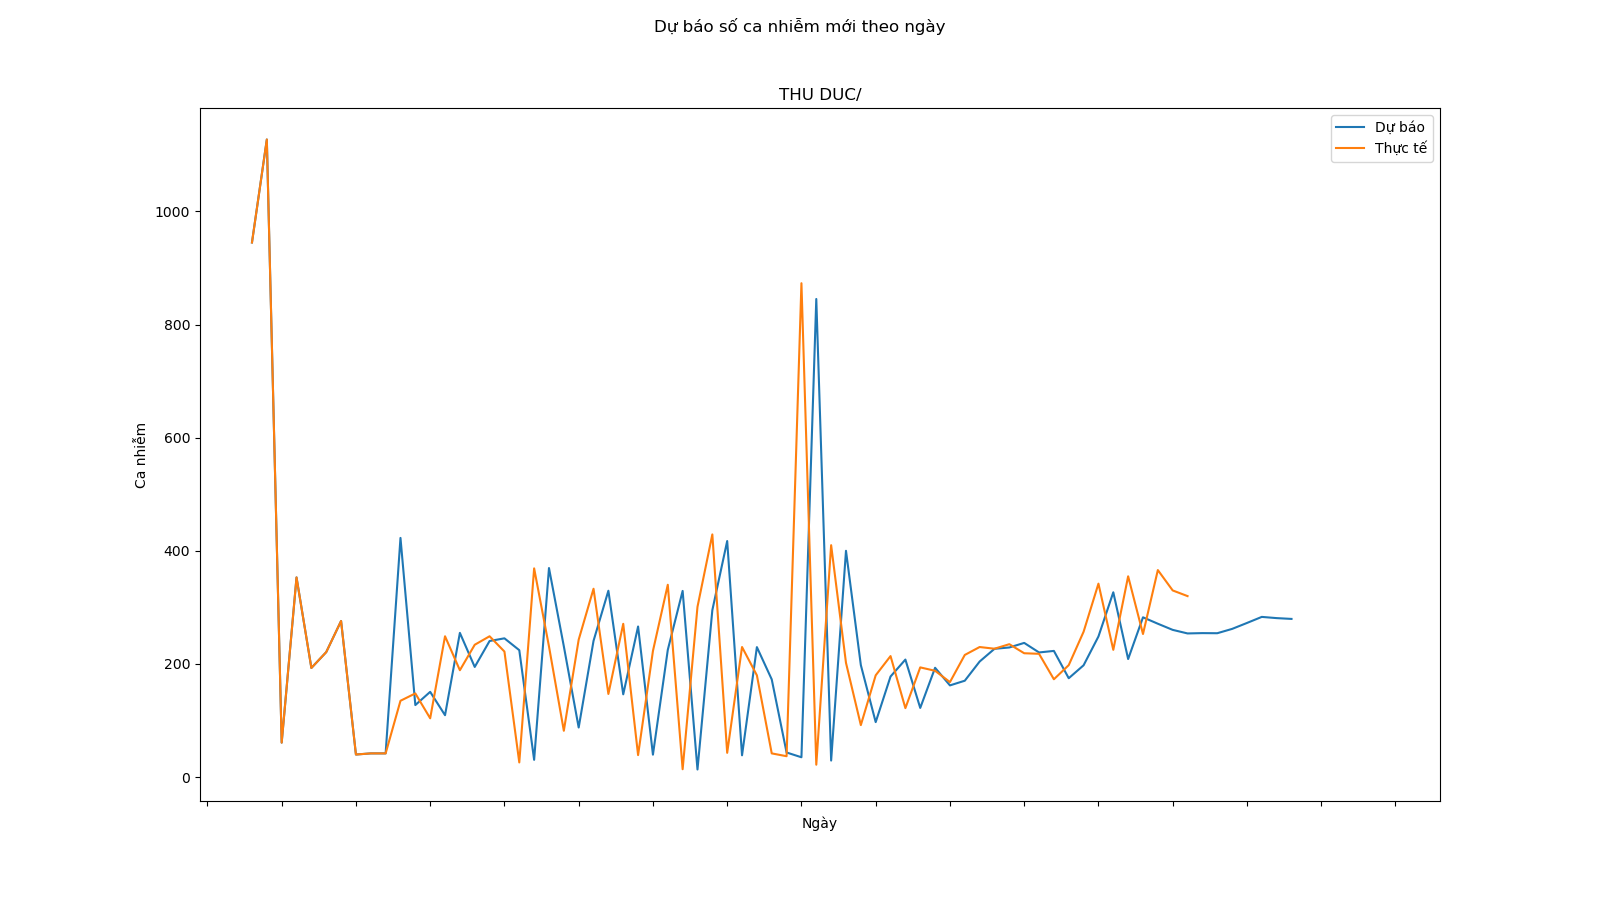 Dự báo số ca nhiễm mới theo ngày
THU DUC/
Dự báo
Thực tế
1000
800
600
400
200
0
Ca nhiễm
Ngày